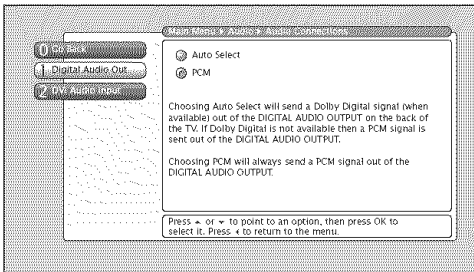 Main Menu ▸ Audio ▸ Audio Connections
0 Go Back
1 Digital Audio Out
2 DVI Audio Input
Auto Select
PCM
Choosing Auto Select will send a Dolby Digital signal (when
available) out of the DIGITAL AUDIO OUTPUT on the back of
the TV. If Dolby Digital is not available then a PCM signal is
sent out of the DIGITAL AUDIO OUTPUT.
Choosing PCM will always send a PCM signal out of the
DIGITAL AUDIO OUTPUT.
Press ▲ or ▼ to point to an option, then press OK to
select it. Press ◂ to return to the menu.